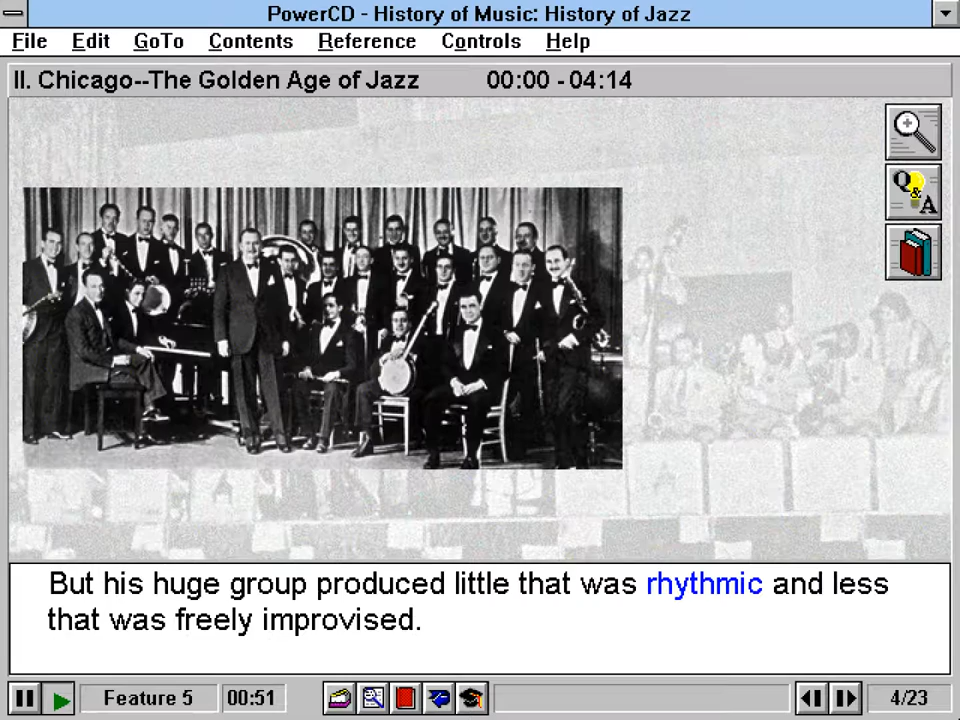 PowerCD - History of Music: History of Jazz
File Edit GoTo Contents Reference Controls Help
II. Chicago--The Golden Age of Jazz 00:00 - 04:14
Q
&
A
But his huge group produced little that was rhythmic and less
that was freely improvised.
Feature 5 00:51 4/23